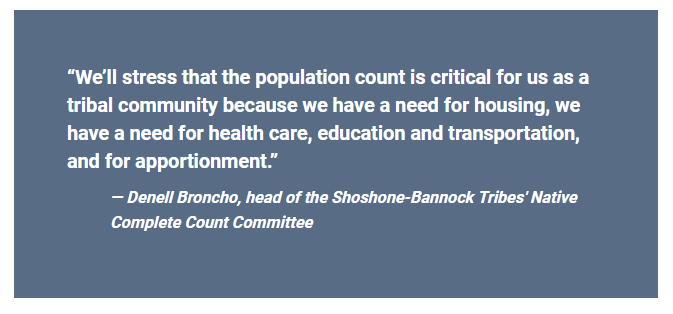 “We’ll stress that the population count is critical for us as a
tribal community because we have a need for housing, we
have a need for health care, education and transportation,
and for apportionment.”
— Denell Broncho, head of the Shoshone-Bannock Tribes' Native
Complete Count Committee